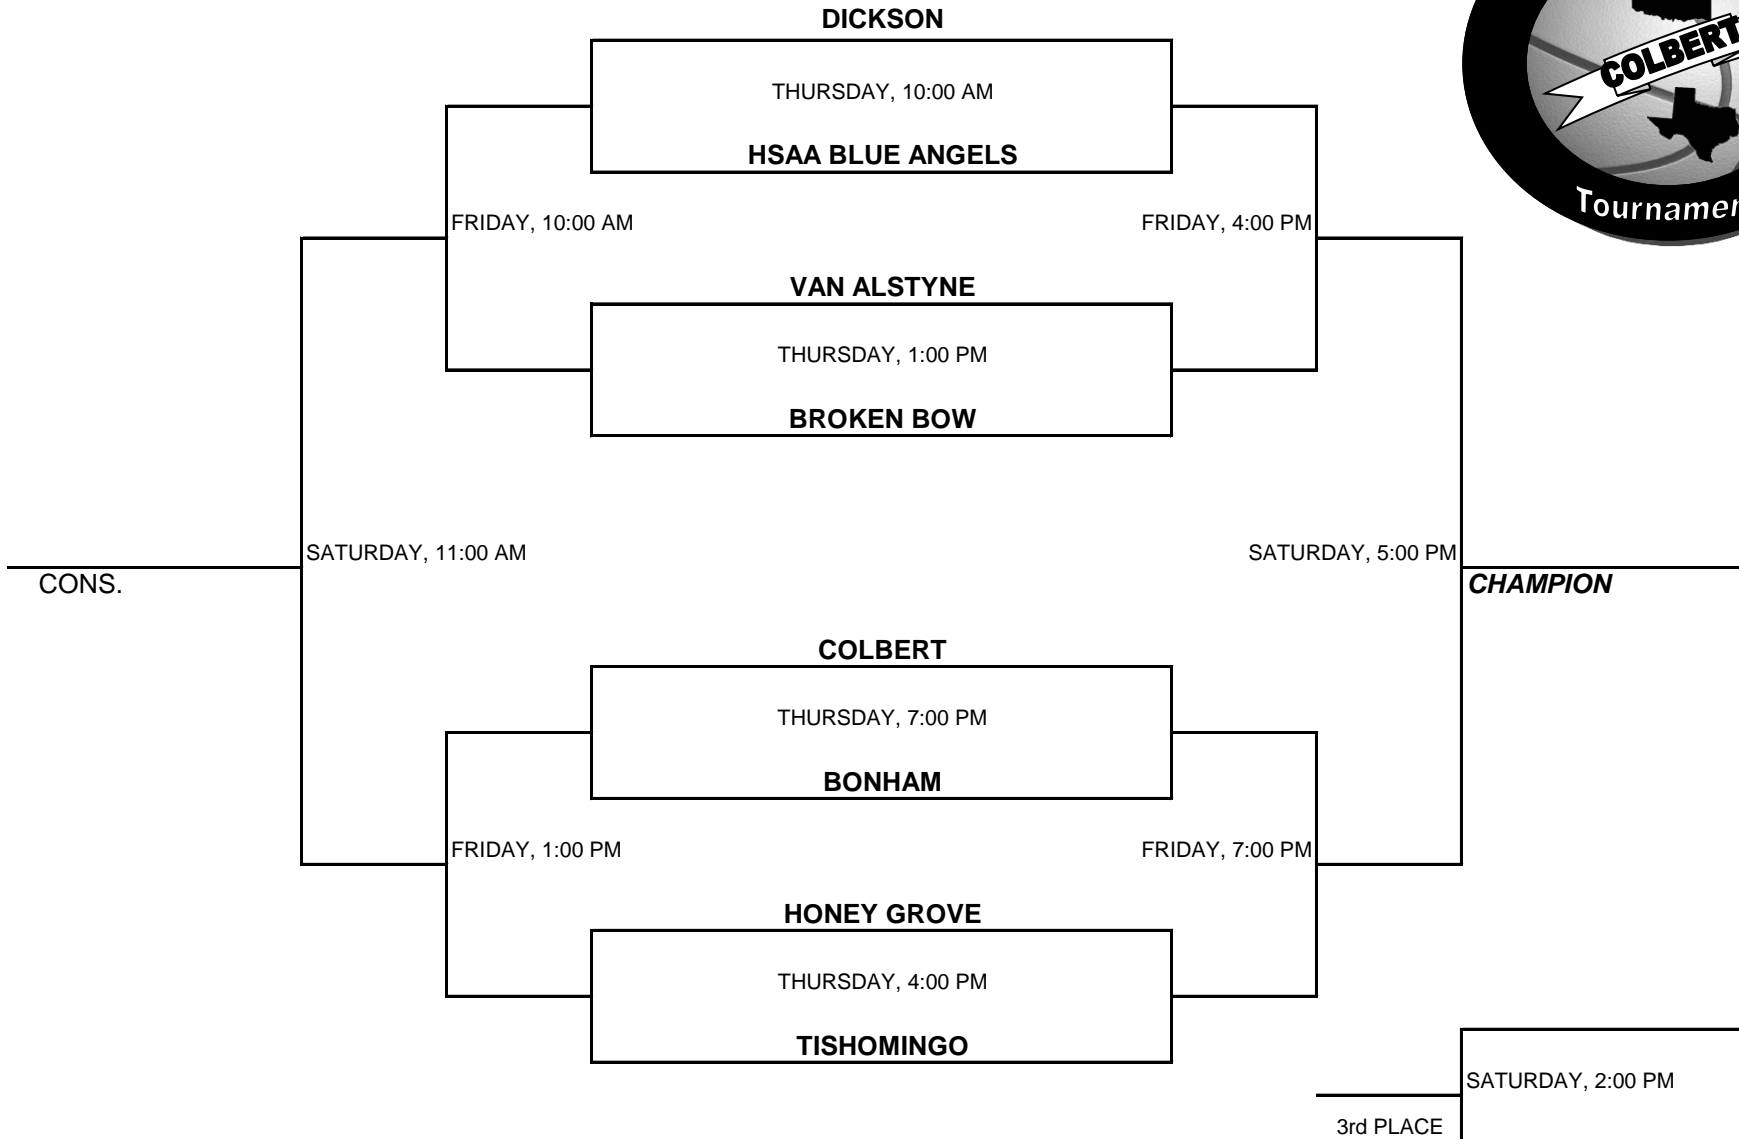 DICKSON
COLBERT
THURSDAY, 10:00 AM
HSAA BLUE ANGELS
FRIDAY, 10:00 AM
FRIDAY, 4:00 PM
VAN ALSTYNE
THURSDAY, 1:00 PM
BROKEN BOW
SATURDAY, 11:00 AM
SATURDAY, 5:00 PM
CONS.
CHAMPION
COLBERT
THURSDAY, 7:00 PM
BONHAM
FRIDAY, 1:00 PM
FRIDAY, 7:00 PM
HONEY GROVE
THURSDAY, 4:00 PM
TISHOMINGO
SATURDAY, 2:00 PM
3rd PLACE